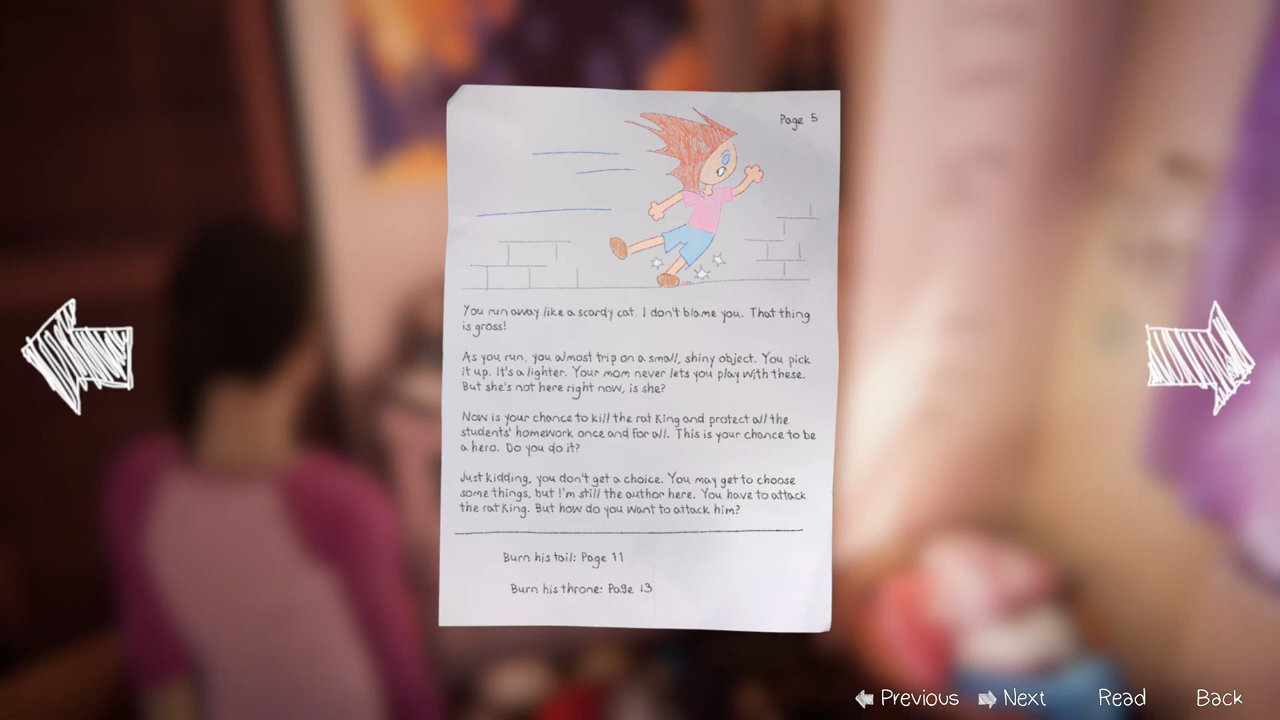 Page 5
You run away like a scardy cat. I don't blame you. That thing
is gross!
As you run, you almost trip on a small, shiny object. You pick
it up. It's a lighter. Your mom never lets you play with these.
But she's not here right now, is she?
Now is your chance to kill the rat King and protect all the
students' homework once and for all. This is your chance to be
a hero. Do you do it?
Just kidding, you don't get a choice. You may get to choose
some things, but I'm still the author here. You have to attack
the rat King. But how do you want to attack him?
Burn his tail: Page 11
Burn his throne: Page 13
Previous Next Read Back